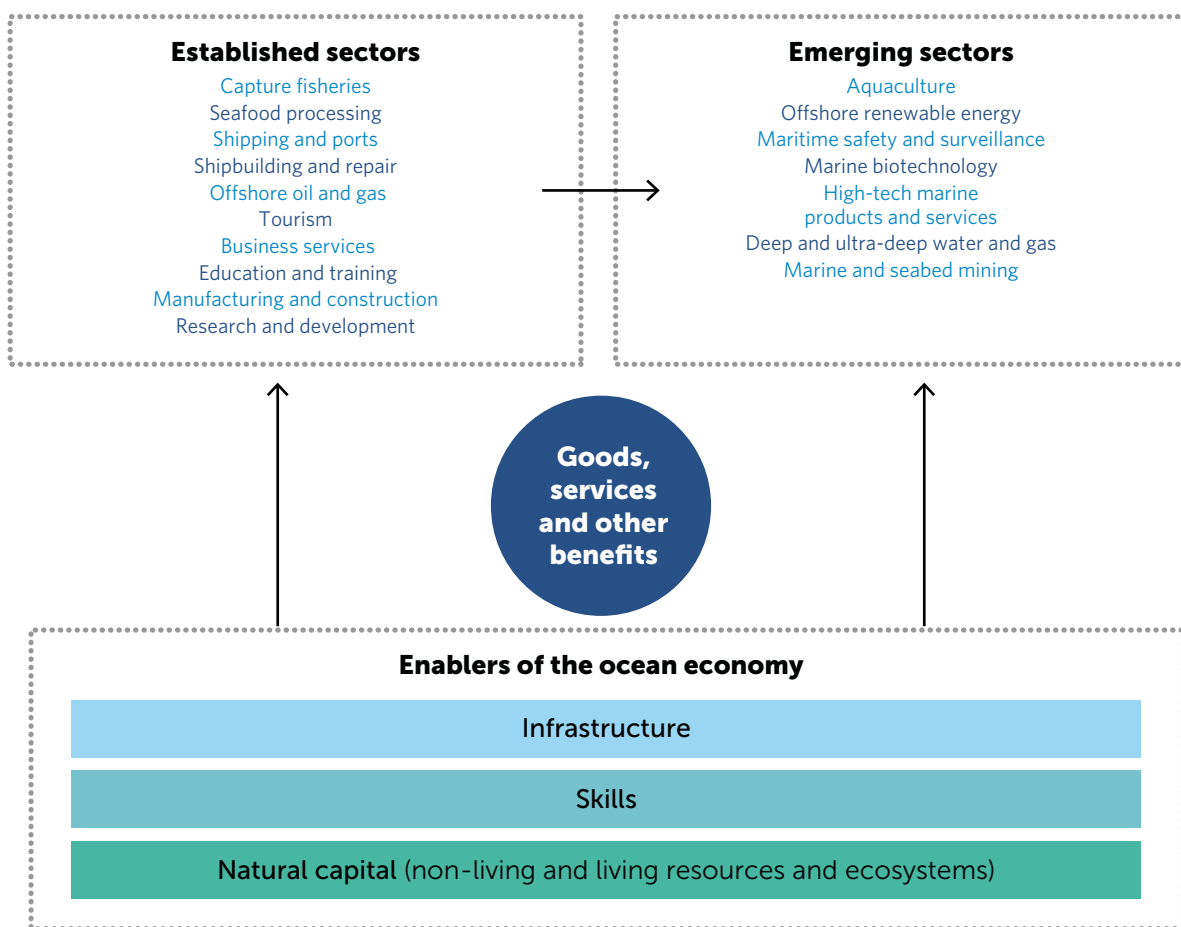 Established sectors
Capture fisheries
Seafood processing
Shipping and ports
Shipbuilding and repair
Offshore oil and gas
Tourism
Business services
Education and training
Manufacturing and construction
Research and development
Emerging sectors
Aquaculture
Offshore renewable energy
Maritime safety and surveillance
Marine biotechnology
High-tech marine
products and services
Deep and ultra-deep water and gas
Marine and seabed mining
Goods,
services
and other
benefits
Enablers of the ocean economy
Infrastructure
Skills
Natural capital (non-living and living resources and ecosystems)